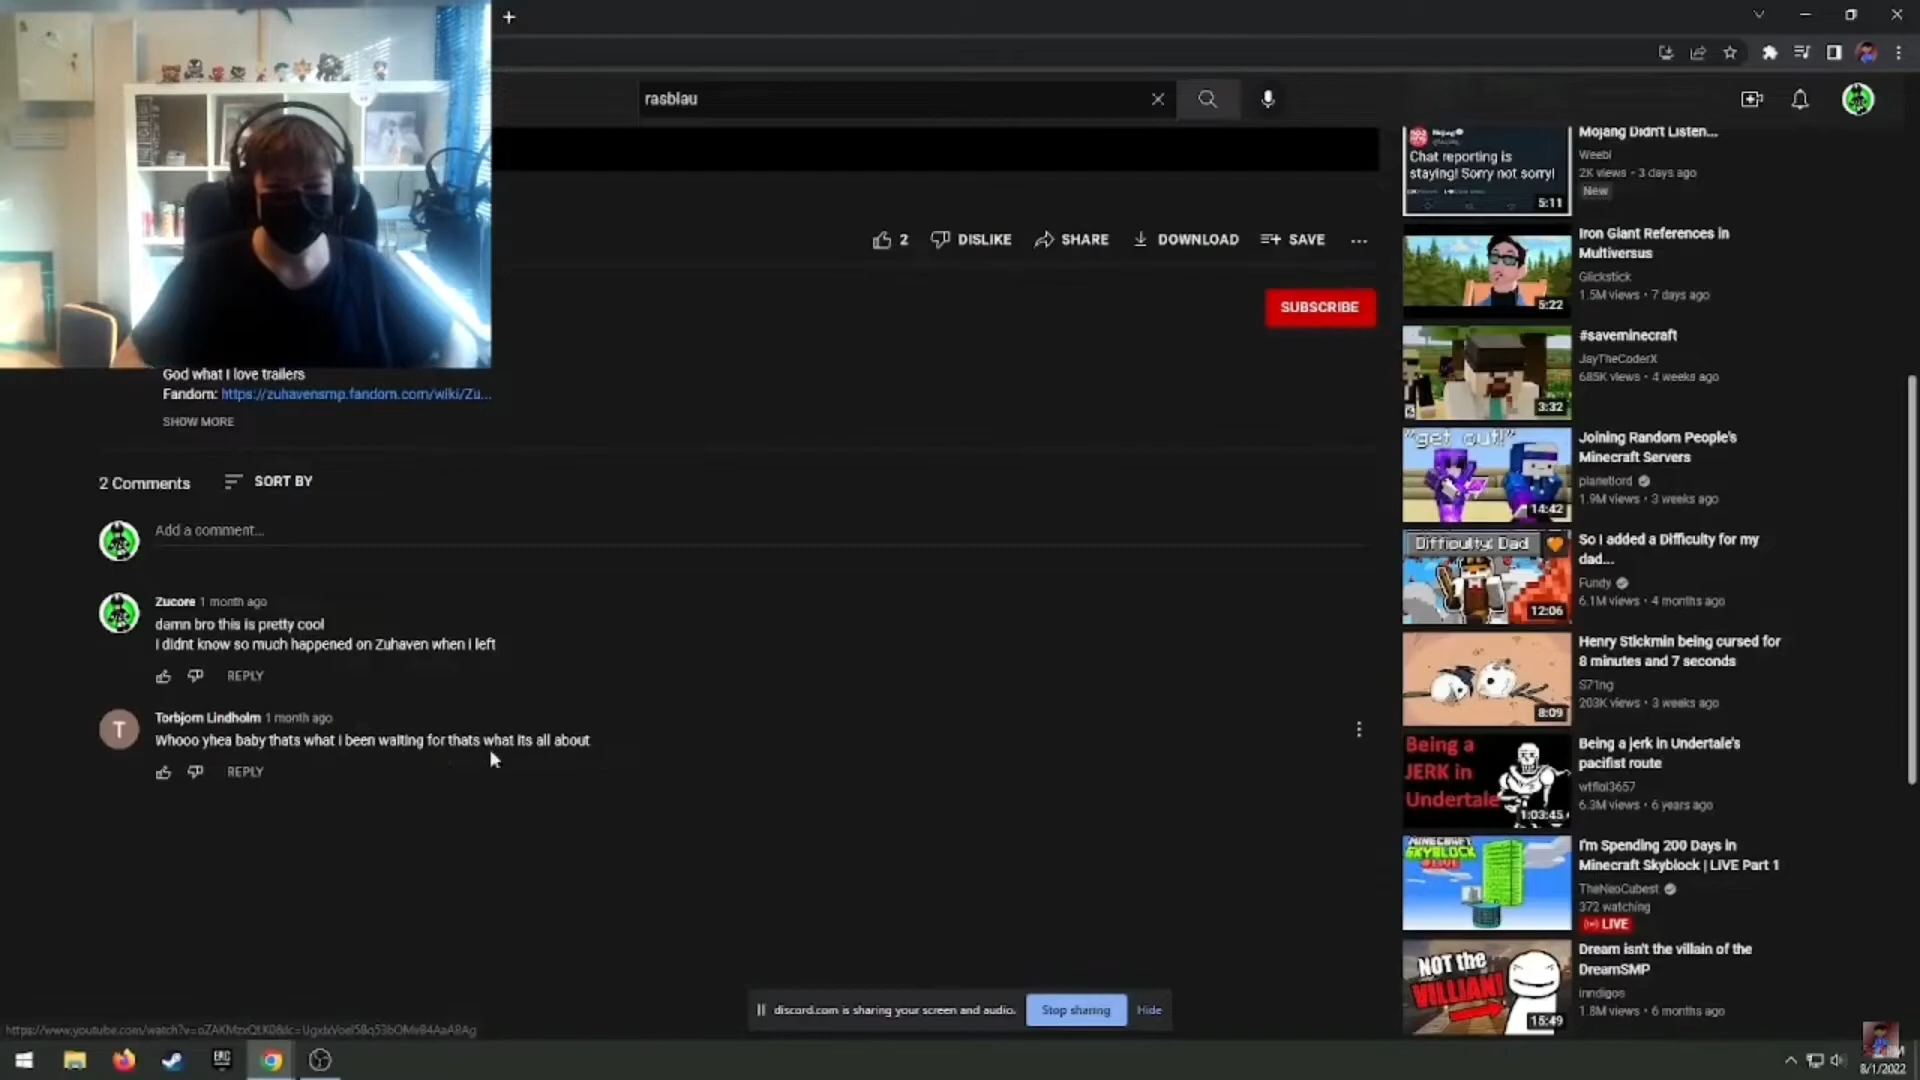 rasblau
2
DISLIKE
SHARE
DOWNLOAD
SAVE
SUBSCRIBE
God what I love trailers
Fandom: https://zuhavensmp.fandom.com/wiki/Zu...
SHOW MORE
2 Comments
SORT BY
Add a comment...
Zucore 1 month ago
damn bro this is pretty cool
I didnt know so much happened on Zuhaven when I left
REPLY
T
Torbjorn Lindholm 1 month ago
Whooo yhea baby thats what i been waiting for thats what its all about
REPLY
Mojang
Chat reporting is
staying! Sorry not sorry!
5:11
Mojang Didn't Listen...
Weebl
2K views • 3 days ago
New
5:22
Iron Giant References in
Multiversus
Glickstick
1.5M views • 7 days ago
3:32
#saveminecraft
JayTheCoderX
685K views • 4 weeks ago
"get out!"
14:42
Joining Random People's
Minecraft Servers
planetlord
1.9M views • 3 weeks ago
Difficulty: Dad
12:06
So I added a Difficulty for my
dad...
Fundy
6.1M views • 4 months ago
8:09
Henry Stickmin being cursed for
8 minutes and 7 seconds
S71ng
203K views • 3 weeks ago
Being a
JERK in
Undertale
1:03:45
Being a jerk in Undertale's
pacifist route
wtflol3657
6.3M views • 6 years ago
MINECRAFT
SKYBLOCK
I'm Spending 200 Days in
Minecraft Skyblock | LIVE Part 1
TheNeoCubest
372 watching
LIVE
NOT the
VILLIAN!
15:49
Dream isn't the villain of the
DreamSMP
inndigos
1.8M views • 6 months ago
discord.com is sharing your screen and audio.
Stop sharing
Hide
EPIC
8/1/2022